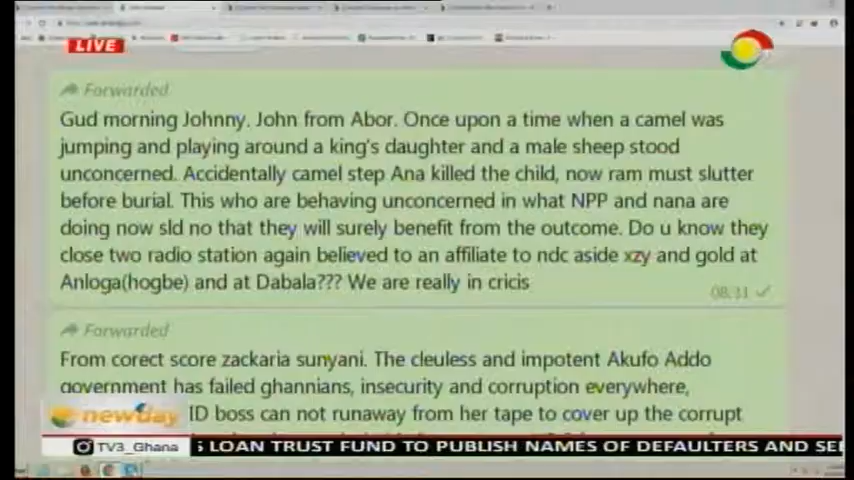 LIVE
Forwarded
Gud morning Johnny. John from Abor. Once upon a time when a camel was
jumping and playing around a king's daughter and a male sheep stood
unconcerned. Accidentally camel step Ana killed the child, now ram must slutter
before burial. This who are behaving unconcerned in what NPP and nana are
doing now sld no that they will surely benefit from the outcome. Do u know they
close two radio station again believed to an affiliate to ndc aside xzy and gold at
Anloga(hogbe) and at Dabala??? We are really in cricis
08:31
Forwarded
From corect score zackaria sunyani. The cleuless and impotent Akufo Addo
government has failed ghannians, insecurity and corruption everywhere,
ID boss can not runaway from her tape to cover up the corrupt
newday
TV3_Ghana
S LOAN TRUST FUND TO PUBLISH NAMES OF DEFAULTERS AND SE